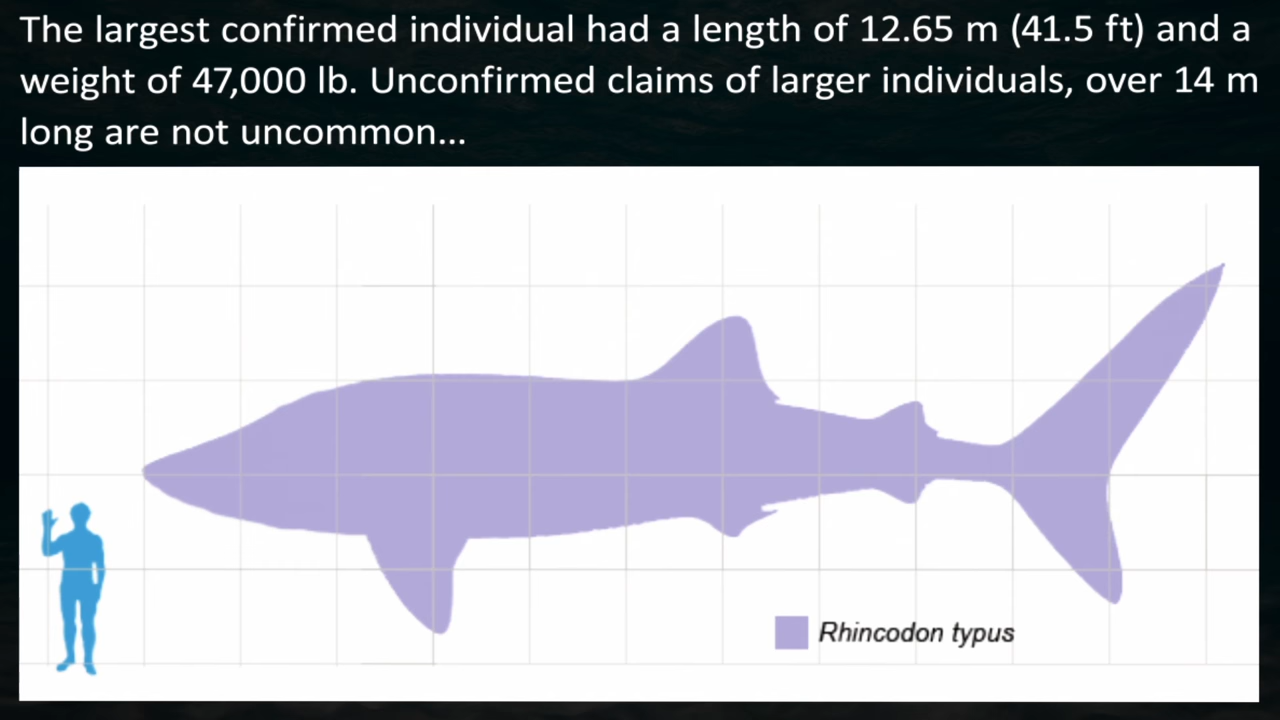 The largest confirmed individual had a length of 12.65 m (41.5 ft) and a
weight of 47,000 lb. Unconfirmed claims of larger individuals, over 14 m
long are not uncommon...
Rhincodon typus